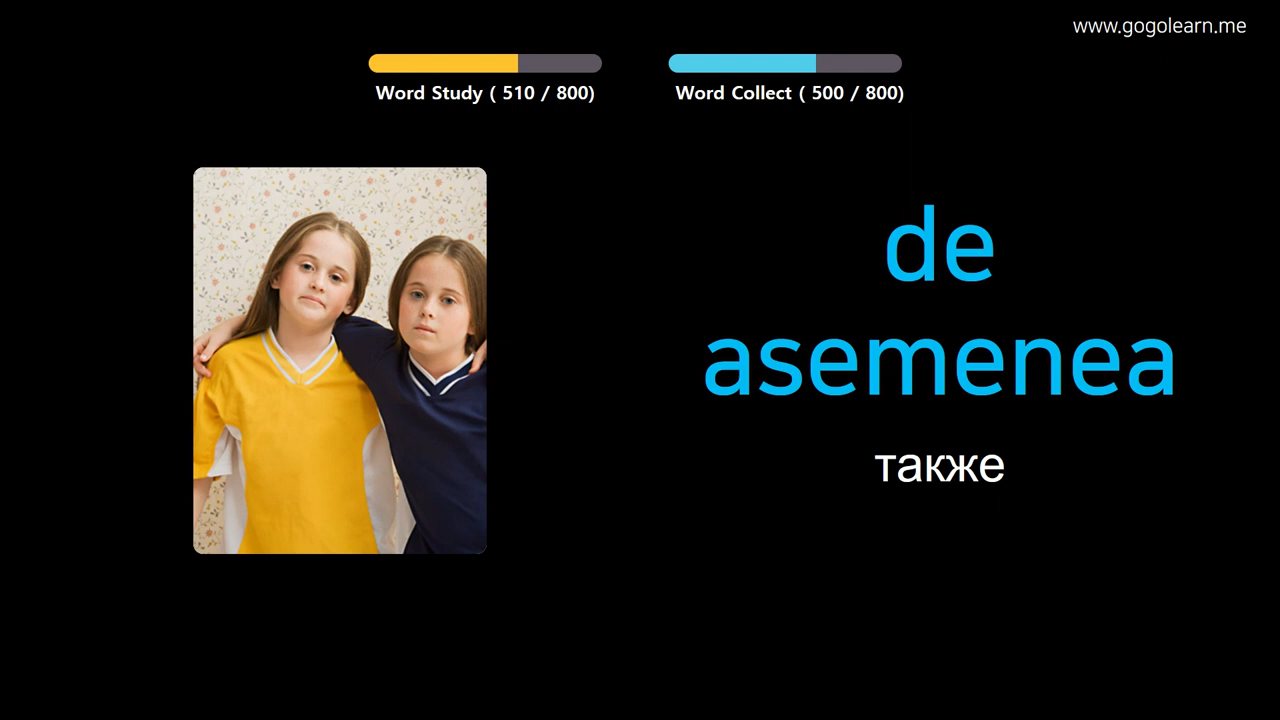 www.gogolearn.me
Word Study ( 510 / 800)
Word Collect ( 500 / 800)
de
asemenea
также